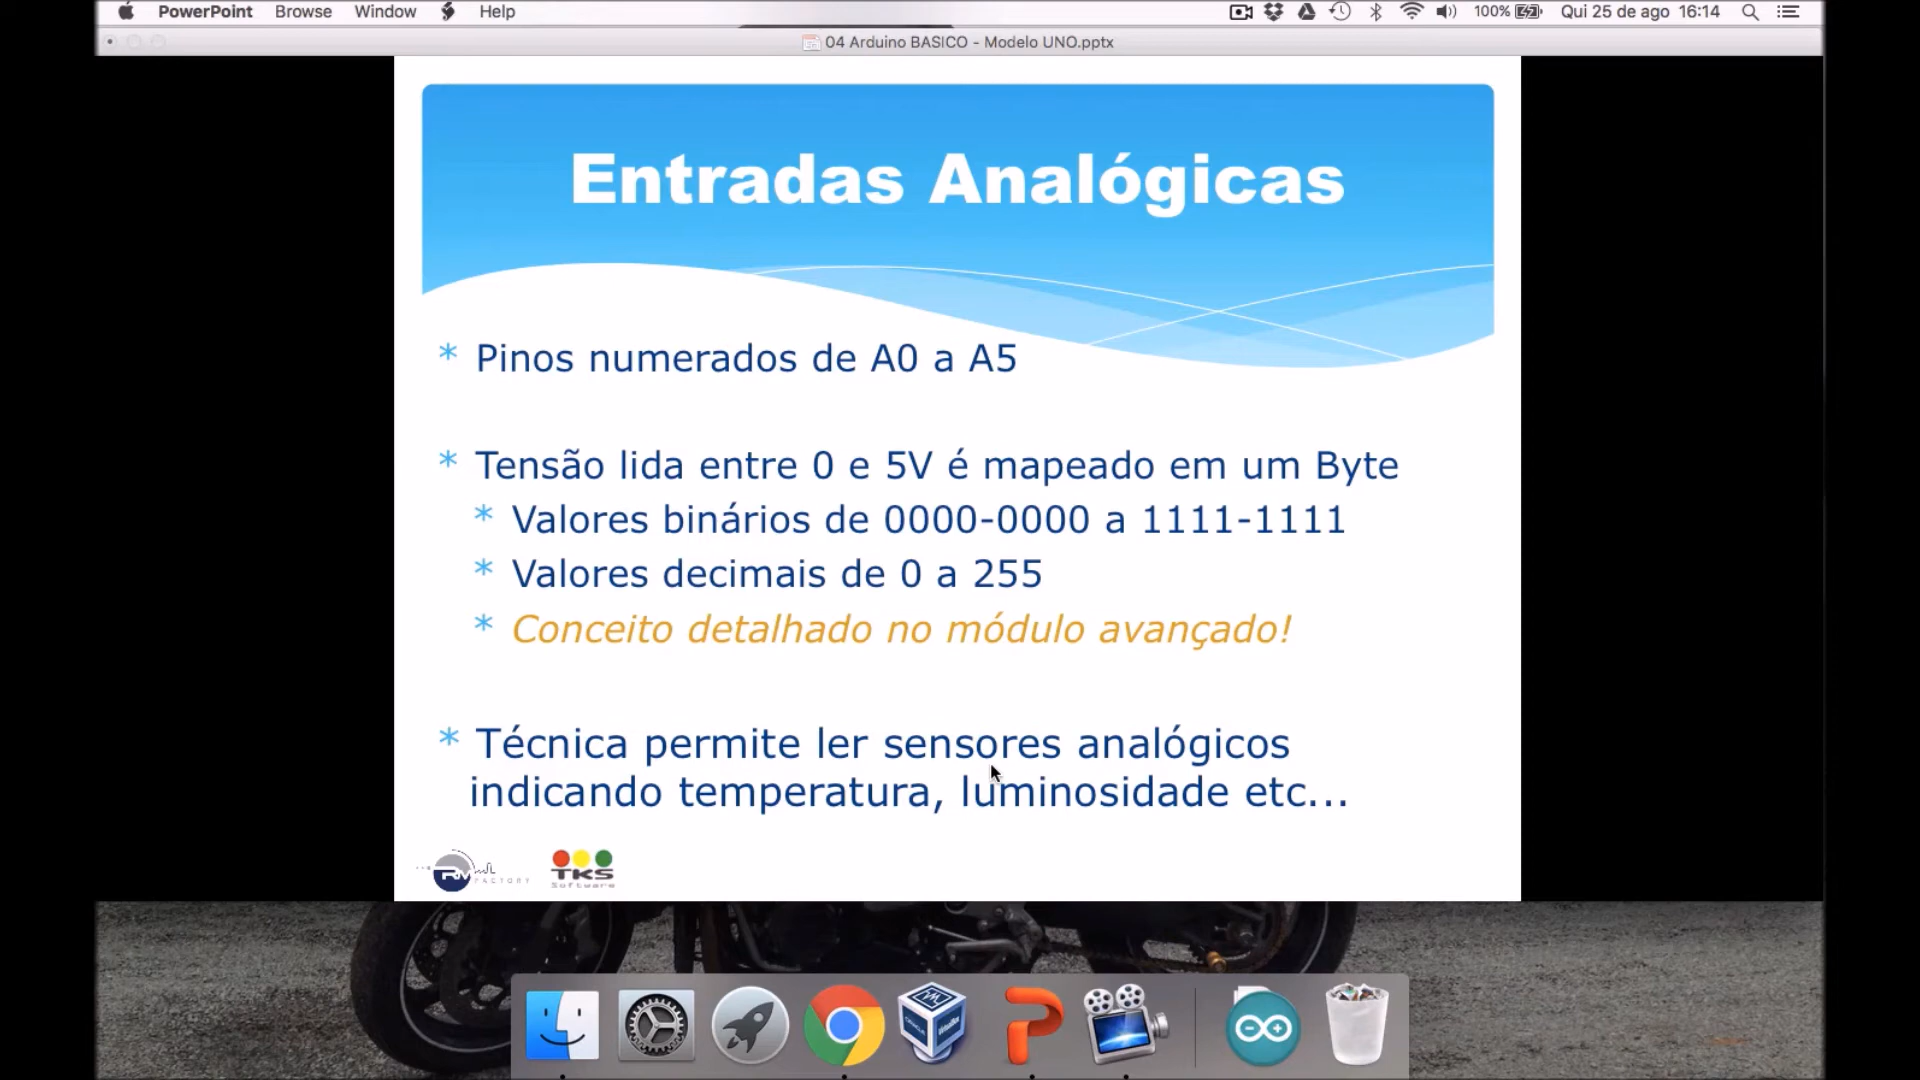 PowerPoint Browse Window Help 100% Qui 25 de ago 16:14
04 Arduino BASICO - Modelo UNO.pptx
Entradas Analógicas
* Pinos numerados de A0 a A5
* Tensão lida entre 0 e 5V é mapeado em um Byte
* Valores binários de 0000-0000 a 1111-1111
* Valores decimais de 0 a 255
* Conceito detalhado no módulo avançado!
* Técnica permite ler sensores analógicos
indicando temperatura, luminosidade etc...
RM FACTORY
TKS
Software